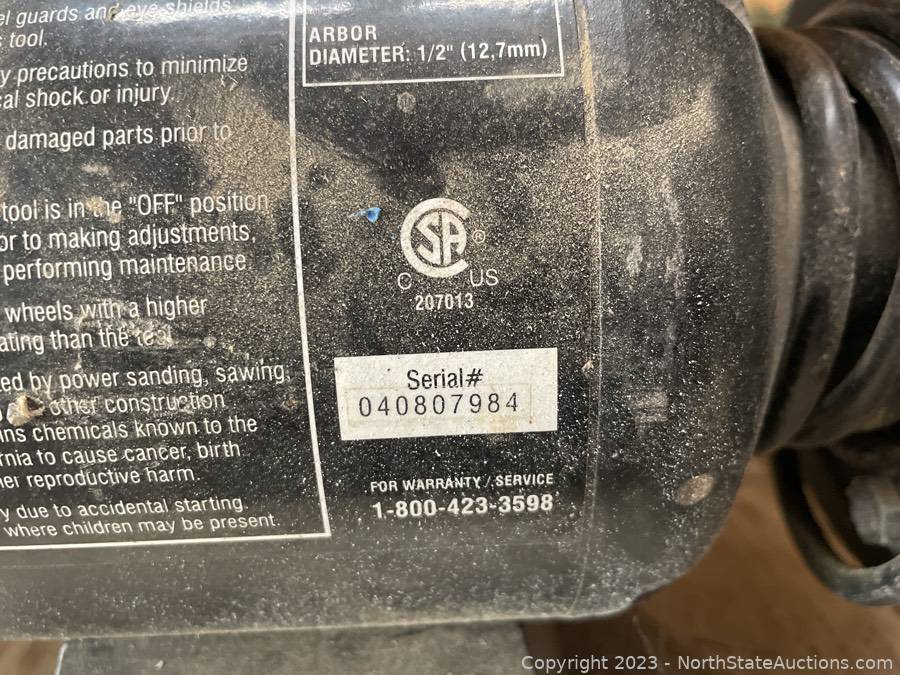 el guards and eye shields
s tool.
y precautions to minimize
cal shock or injury.
damaged parts prior to
tool is in the "OFF" position
or to making adjustments,
performing maintenance.
wheels with a higher
ating than the tool
ed by power sanding, sawing,
other construction
ins chemicals known to the
rnia to cause cancer, birth
her reproductive harm.
y due to accidental starting.
where children may be present.
ARBOR
DIAMETER: 1/2" (12,7mm)
CSA ®
C US
207013
Serial#
040807984
FOR WARRANTY / SERVICE
1-800-423-3598
Copyright © 2023 - NorthStateAuctions.com